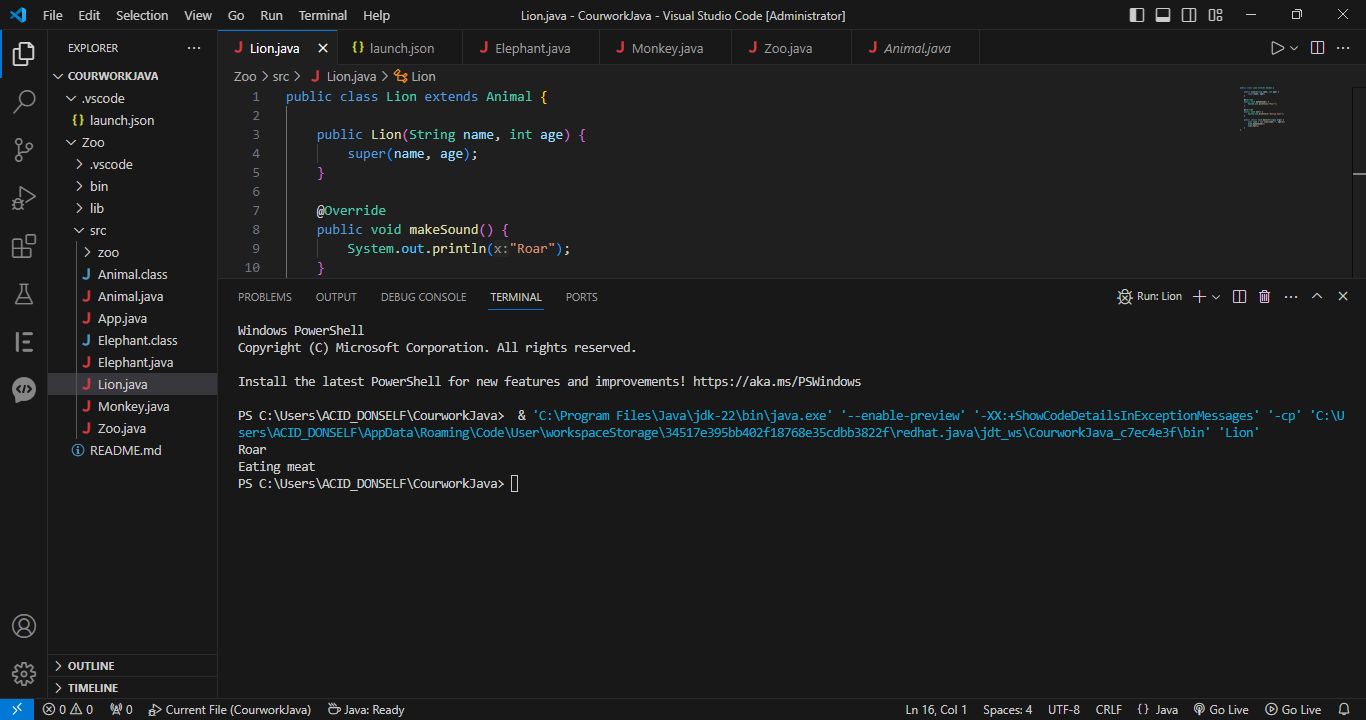 File Edit Selection View Go Run Terminal Help
Lion.java - CourworkJava - Visual Studio Code [Administrator]
EXPLORER
COURWORKJAVA
.vscode
{} launch.json
Zoo
.vscode
bin
lib
src
zoo
J Animal.class
J Animal.java
J App.java
J Elephant.class
J Elephant.java
J Lion.java
J Monkey.java
J Zoo.java
README.md
OUTLINE
TIMELINE
J Lion.java {} launch.json J Elephant.java J Monkey.java J Zoo.java J Animal.java
Zoo > src > J Lion.java > Lion
1 public class Lion extends Animal {
2
3 public Lion(String name, int age) {
4 super(name, age);
5 }
6
7 @Override
8 public void makeSound() {
9 System.out.println(x:"Roar");
10 }
PROBLEMS OUTPUT DEBUG CONSOLE TERMINAL PORTS
Run: Lion
Windows PowerShell
Copyright (C) Microsoft Corporation. All rights reserved.
Install the latest PowerShell for new features and improvements! https://aka.ms/PSWindows
PS C:\Users\ACID_DONSELF\CourworkJava> & 'C:\Program Files\Java\jdk-22\bin\java.exe' '--enable-preview' '-XX:+ShowCodeDetailsInExceptionMessages' '-cp' 'C:\U
sers\ACID_DONSELF\AppData\Roaming\Code\User\workspaceStorage\34517e395bb402f18768e35cdbb3822f\redhat.java\jdt_ws\CourworkJava_c7ec4e3f\bin' 'Lion'
Roar
Eating meat
PS C:\Users\ACID_DONSELF\CourworkJava>
0 0 0 Current File (CourworkJava) Java: Ready
Ln 16, Col 1 Spaces: 4 UTF-8 CRLF {} Java Go Live Go Live